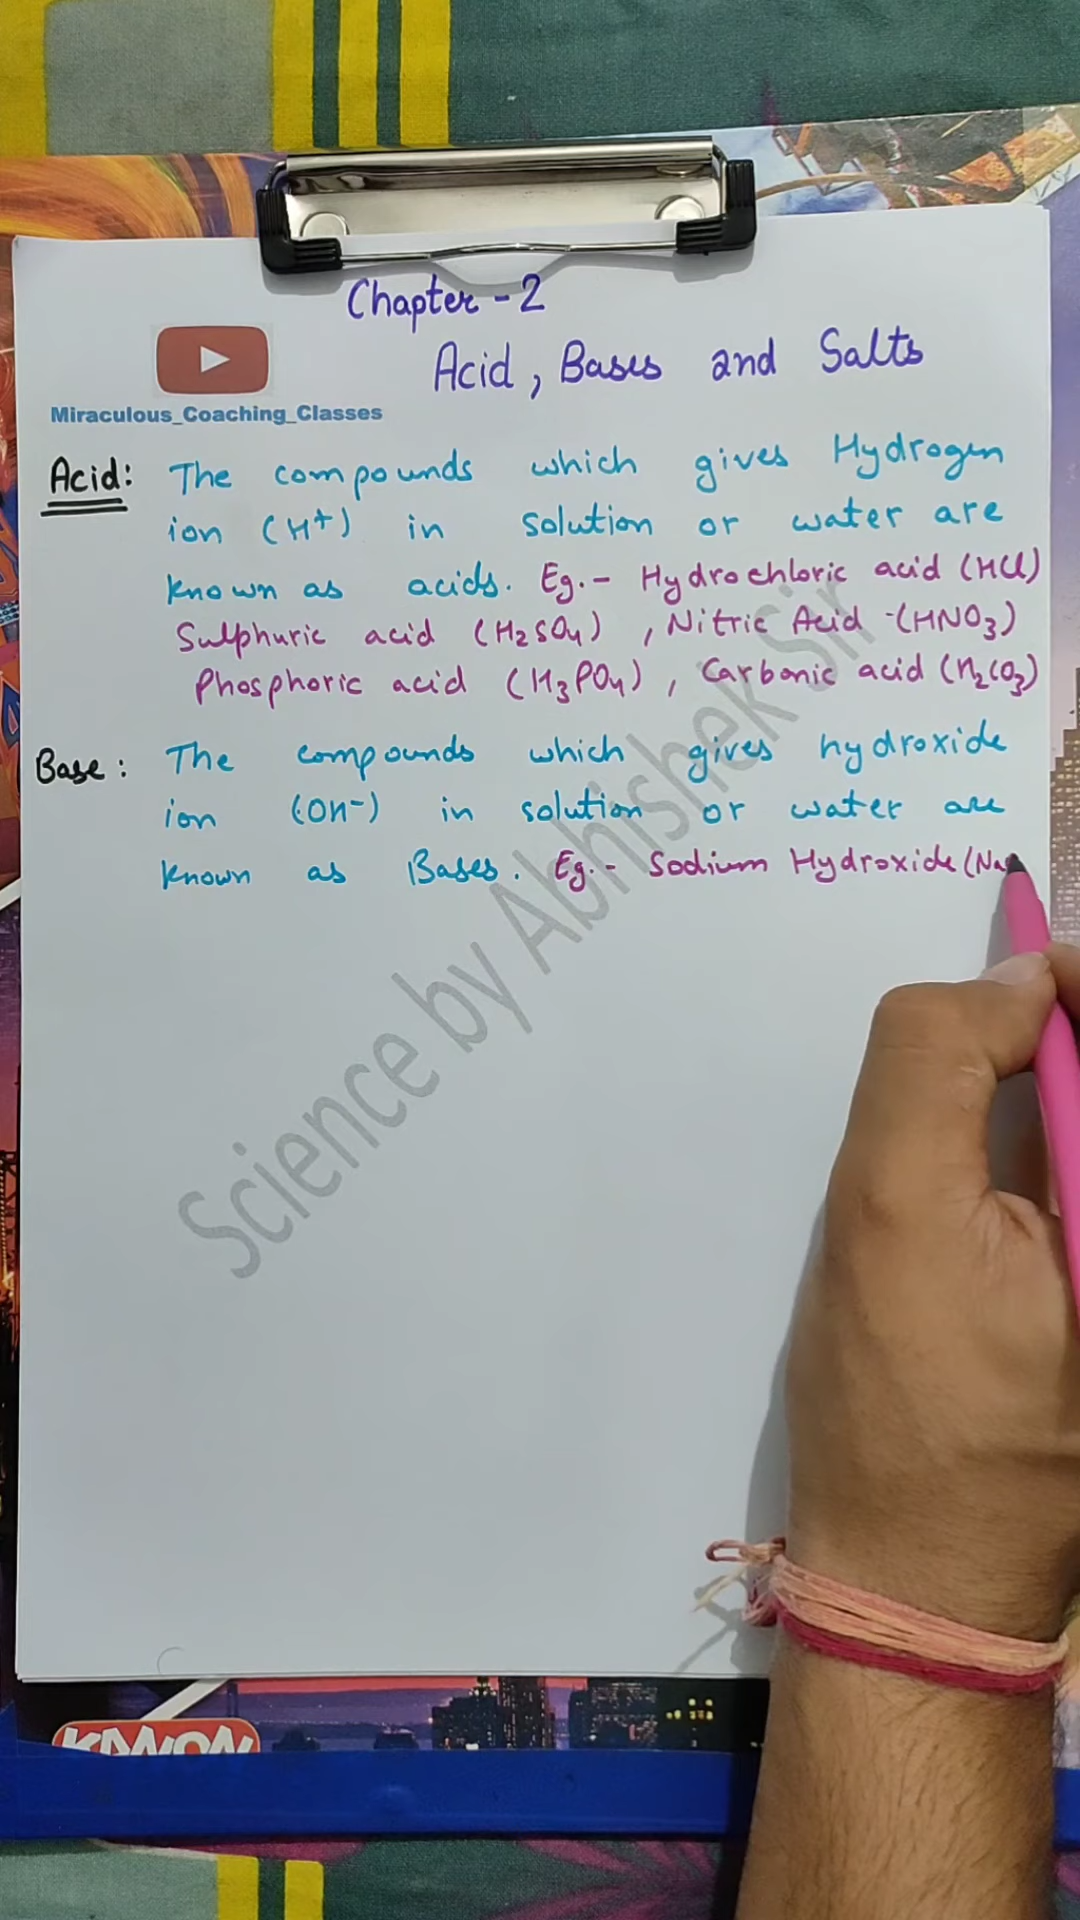 Chapter - 2
Acid, Bases and Salts
Miraculous_Coaching_Classes
Acid: The compounds which gives Hydrogen
ion (H+) in solution or water are
known as acids. Eg.- Hydrochloric acid (HCl)
Sulphuric acid (H2SO4), Nitric Acid -(HNO3)
Phosphoric acid (H3PO4), Carbonic acid (H2CO3)
Base: The compounds which gives hydroxide
ion (OH-) in solution or water are
known as Bases. Eg.- Sodium Hydroxide (Na
Science by Abhishek Sir
KANON